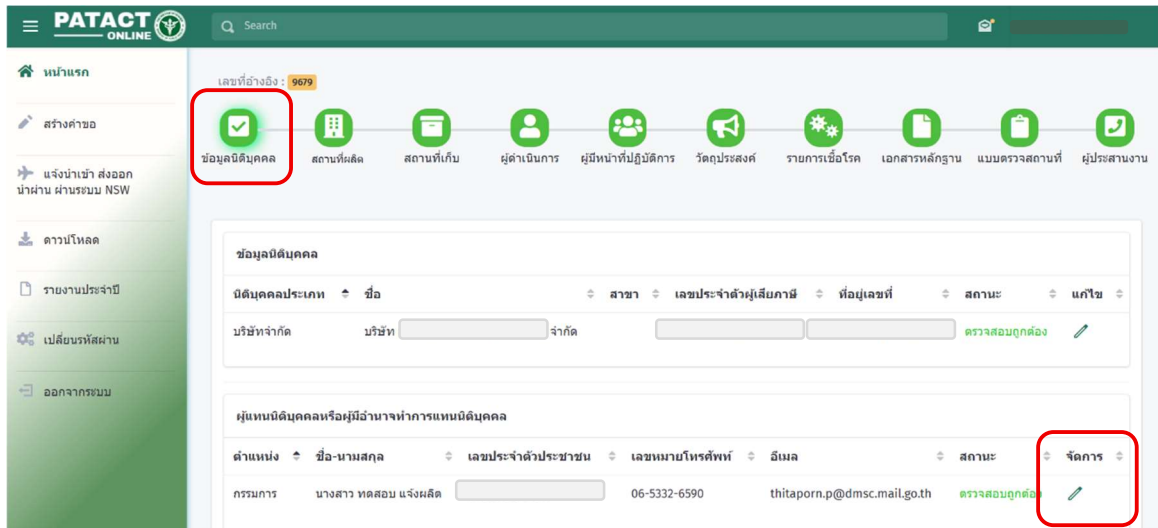 PATACT
ONLINE
Search
หน้าแรก
สร้างคำขอ
แจ้งนำเข้า ส่งออก
นำผ่าน ผ่านระบบ NSW
ดาวน์โหลด
รายงานประจำปี
เปลี่ยนรหัสผ่าน
ออกจากระบบ
เลขที่อ้างอิง : 9679
ข้อมูลนิติบุคคล สถานที่ผลิต สถานที่เก็บ ผู้ดำเนินการ ผู้มีหน้าที่ปฏิบัติการ วัตถุประสงค์ รายการเชื้อโรค เอกสารหลักฐาน แบบตรวจสถานที่ ผู้ประสานงาน
ข้อมูลนิติบุคคล
นิติบุคคลประเภท ชื่อ สาขา เลขประจำตัวผู้เสียภาษี ที่อยู่เลขที่ สถานะ แก้ไข
บริษัทจำกัด บริษัท จำกัด ตรวจสอบถูกต้อง
ผู้แทนนิติบุคคลหรือผู้มีอำนาจทำการแทนนิติบุคคล
ตำแหน่ง ชื่อ-นามสกุล เลขประจำตัวประชาชน เลขหมายโทรศัพท์ อีเมล สถานะ จัดการ
กรรมการ นางสาว ทดสอบ แจ้งผลิต 06-5332-6590 thitaporn.p@dmsc.mail.go.th ตรวจสอบถูกต้อง